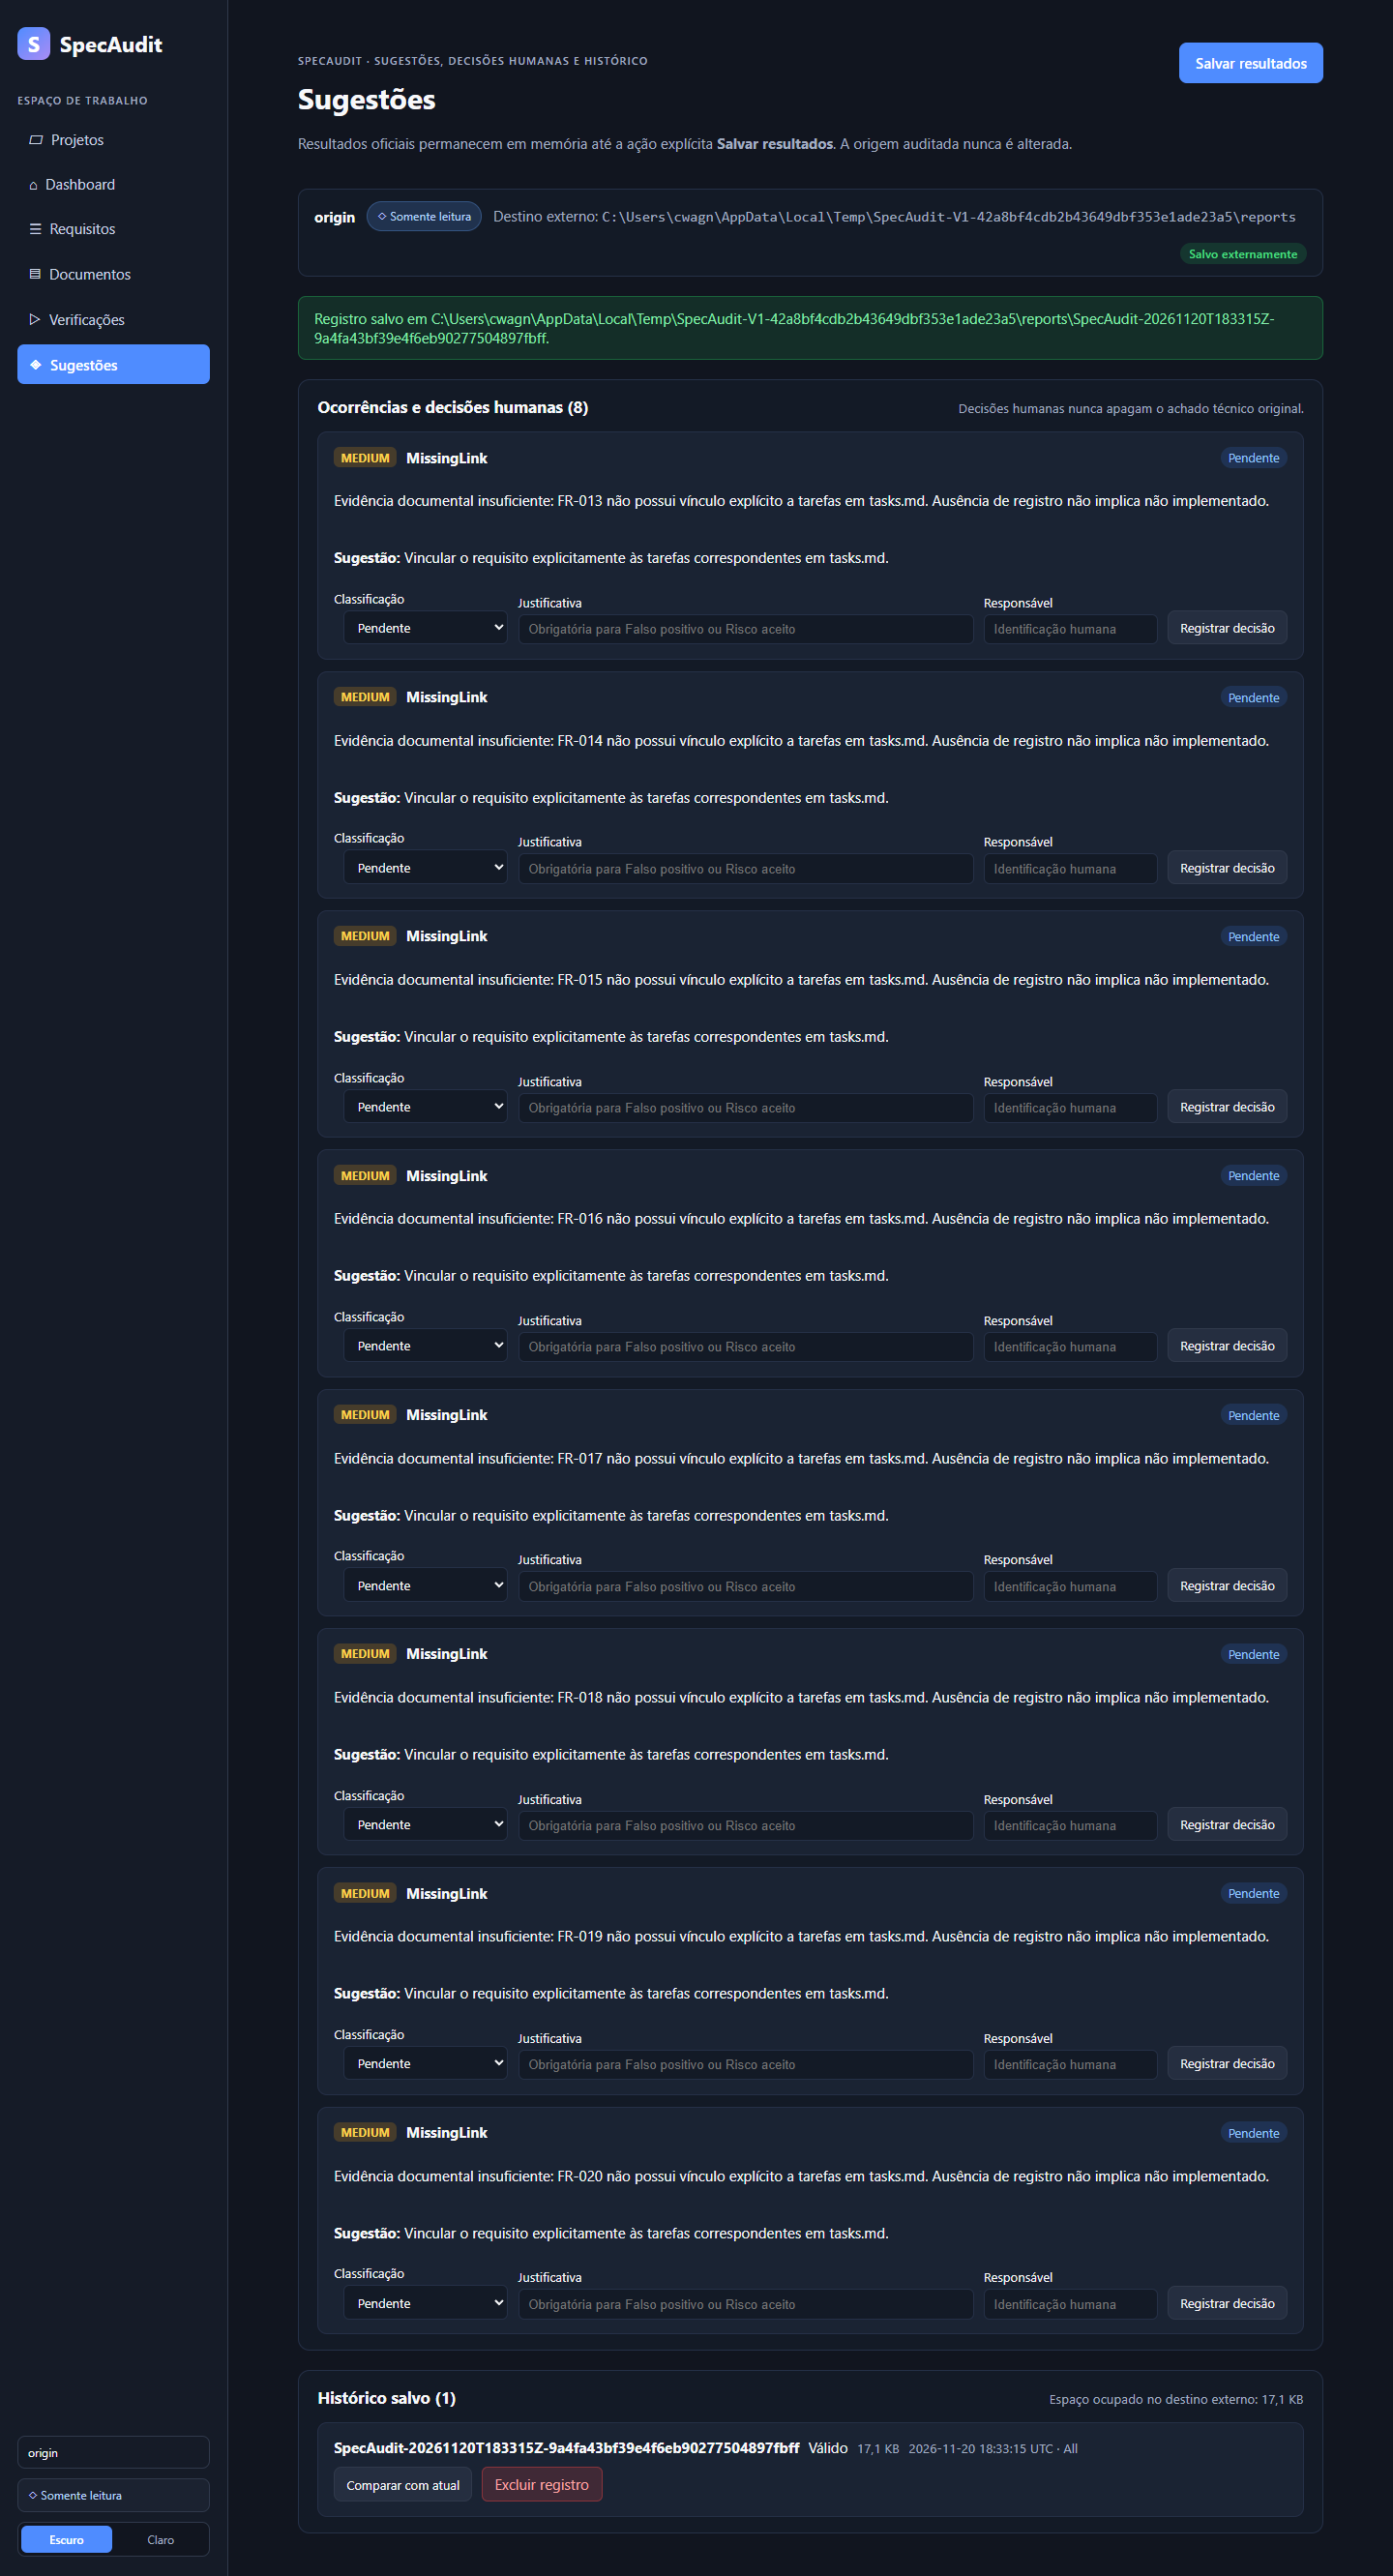 S SpecAudit
ESPAÇO DE TRABALHO
Projetos
Dashboard
Requisitos
Documentos
Verificações
Sugestões
SPECAUDIT · SUGESTÕES, DECISÕES HUMANAS E HISTÓRICO
Salvar resultados
Sugestões
Resultados oficiais permanecem em memória até a ação explícita Salvar resultados. A origem auditada nunca é alterada.
origin Somente leitura Destino externo: C:\Users\cwagn\AppData\Local\Temp\SpecAudit-V1-42a8bf4cdb2b43649dbf353e1ade23a5\reports
Salvo externamente
Registro salvo em C:\Users\cwagn\AppData\Local\Temp\SpecAudit-V1-42a8bf4cdb2b43649dbf353e1ade23a5\reports\SpecAudit-20261120T183315Z-
9a4fa43bf39e4f6eb90277504897fbff.
Ocorrências e decisões humanas (8)
Decisões humanas nunca apagam o achado técnico original.
MEDIUM MissingLink Pendente
Evidência documental insuficiente: FR-013 não possui vínculo explícito a tarefas em tasks.md. Ausência de registro não implica não implementado.
Sugestão: Vincular o requisito explicitamente às tarefas correspondentes em tasks.md.
Classificação Justificativa Responsável
Pendente Obrigatória para Falso positivo ou Risco aceito Identificação humana Registrar decisão
MEDIUM MissingLink Pendente
Evidência documental insuficiente: FR-014 não possui vínculo explícito a tarefas em tasks.md. Ausência de registro não implica não implementado.
Sugestão: Vincular o requisito explicitamente às tarefas correspondentes em tasks.md.
Classificação Justificativa Responsável
Pendente Obrigatória para Falso positivo ou Risco aceito Identificação humana Registrar decisão
MEDIUM MissingLink Pendente
Evidência documental insuficiente: FR-015 não possui vínculo explícito a tarefas em tasks.md. Ausência de registro não implica não implementado.
Sugestão: Vincular o requisito explicitamente às tarefas correspondentes em tasks.md.
Classificação Justificativa Responsável
Pendente Obrigatória para Falso positivo ou Risco aceito Identificação humana Registrar decisão
MEDIUM MissingLink Pendente
Evidência documental insuficiente: FR-016 não possui vínculo explícito a tarefas em tasks.md. Ausência de registro não implica não implementado.
Sugestão: Vincular o requisito explicitamente às tarefas correspondentes em tasks.md.
Classificação Justificativa Responsável
Pendente Obrigatória para Falso positivo ou Risco aceito Identificação humana Registrar decisão
MEDIUM MissingLink Pendente
Evidência documental insuficiente: FR-017 não possui vínculo explícito a tarefas em tasks.md. Ausência de registro não implica não implementado.
Sugestão: Vincular o requisito explicitamente às tarefas correspondentes em tasks.md.
Classificação Justificativa Responsável
Pendente Obrigatória para Falso positivo ou Risco aceito Identificação humana Registrar decisão
MEDIUM MissingLink Pendente
Evidência documental insuficiente: FR-018 não possui vínculo explícito a tarefas em tasks.md. Ausência de registro não implica não implementado.
Sugestão: Vincular o requisito explicitamente às tarefas correspondentes em tasks.md.
Classificação Justificativa Responsável
Pendente Obrigatória para Falso positivo ou Risco aceito Identificação humana Registrar decisão
MEDIUM MissingLink Pendente
Evidência documental insuficiente: FR-019 não possui vínculo explícito a tarefas em tasks.md. Ausência de registro não implica não implementado.
Sugestão: Vincular o requisito explicitamente às tarefas correspondentes em tasks.md.
Classificação Justificativa Responsável
Pendente Obrigatória para Falso positivo ou Risco aceito Identificação humana Registrar decisão
MEDIUM MissingLink Pendente
Evidência documental insuficiente: FR-020 não possui vínculo explícito a tarefas em tasks.md. Ausência de registro não implica não implementado.
Sugestão: Vincular o requisito explicitamente às tarefas correspondentes em tasks.md.
Classificação Justificativa Responsável
Pendente Obrigatória para Falso positivo ou Risco aceito Identificação humana Registrar decisão
Histórico salvo (1)
Espaço ocupado no destino externo: 17,1 KB
SpecAudit-20261120T183315Z-9a4fa43bf39e4f6eb90277504897fbff Válido 17,1 KB 2026-11-20 18:33:15 UTC · All
Comparar com atual Excluir registro
origin
Somente leitura
Escuro Claro